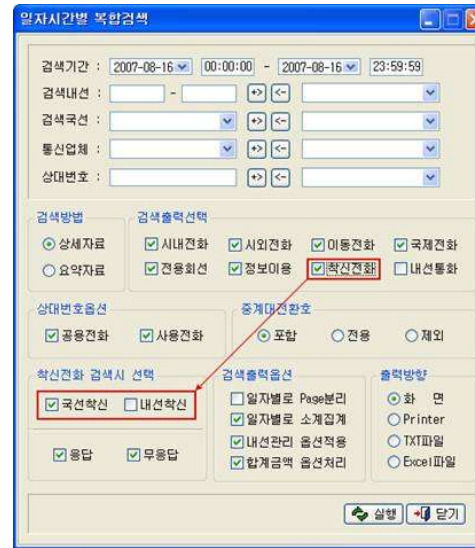 일자시간별 복합검색
검색기간 : 2007-08-16 00:00:00 - 2007-08-16 23:59:59
검색내선 : - +> <-
검색국선 : +> <-
통신업체 : +> <-
상대번호 : +> <-
검색방법 검색출력선택
상세자료 시내전화 시외전화 이동전화 국제전화
요약자료 전용회선 정보이용 착신전화 내선통화
상대번호옵션 중계대전환호
공용전화 사용전화 포함 전용 제외
착신전화 검색시 선택 검색출력옵션 출력방향
국선착신 내선착신 일자별로 Page분리 화 면
일자별로 소계집계 Printer
응답 무응답 내선관리 옵션적용 TXT파일
합계금액 옵션처리 Excel파일
실행 닫기